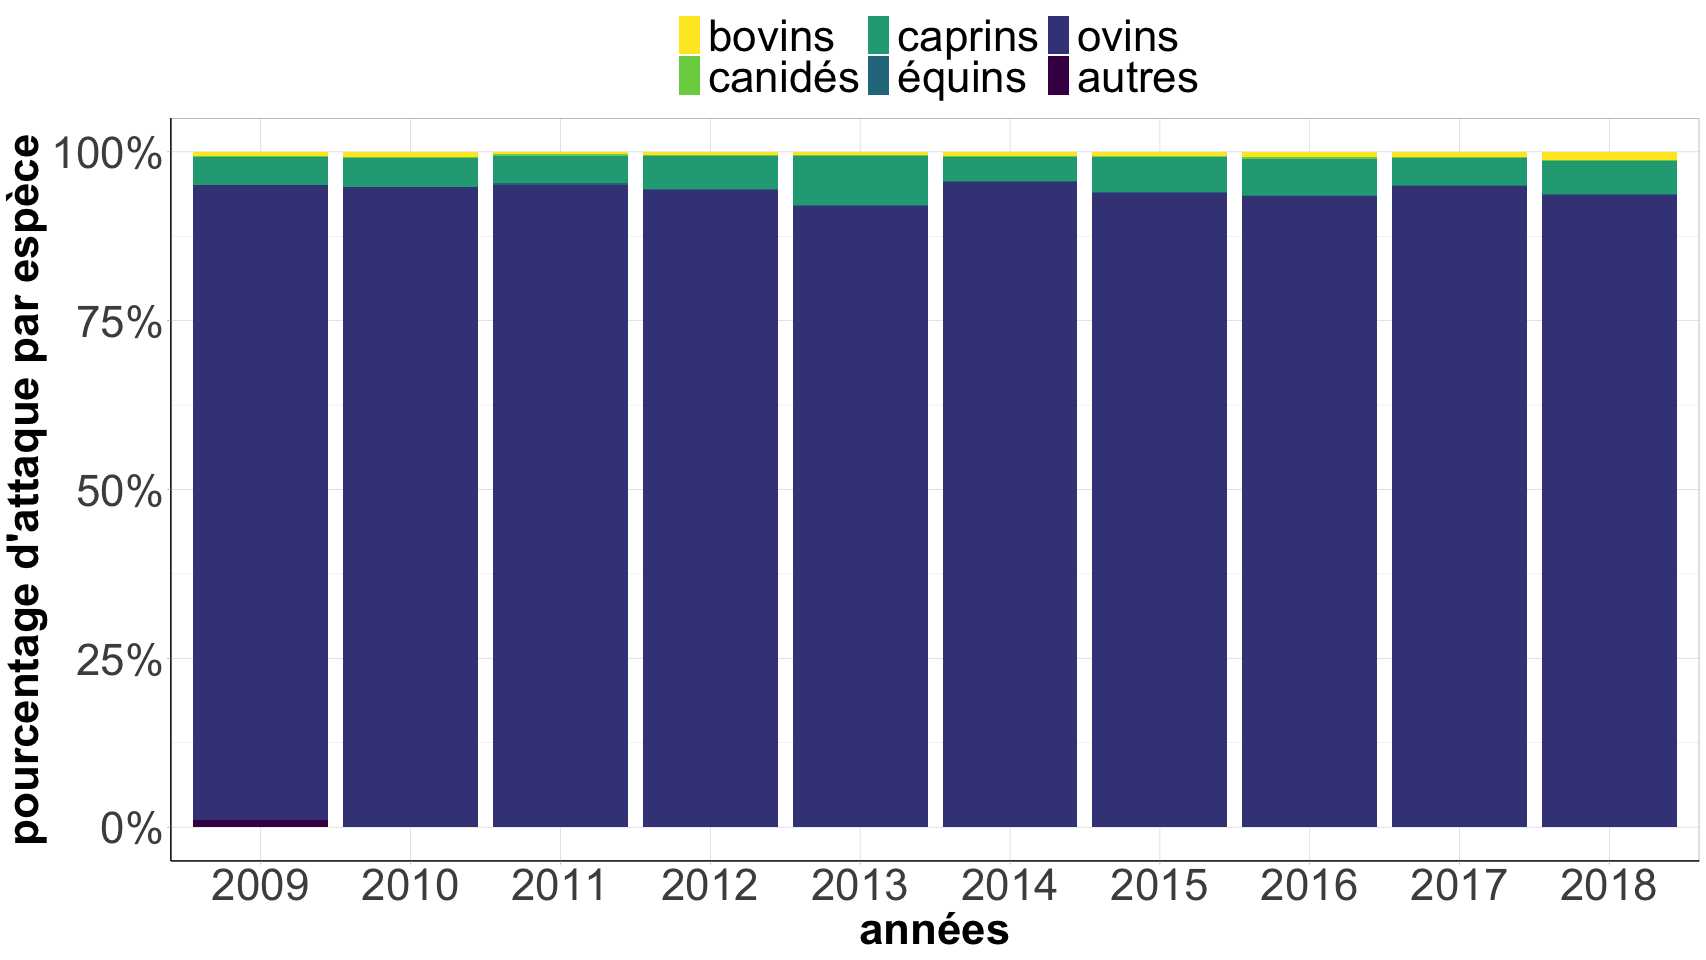 bovins caprins ovins
canidés équins autres
pourcentage d'attaque par espèce
100%
75%
50%
25%
0%
2009 2010 2011 2012 2013 2014 2015 2016 2017 2018
années